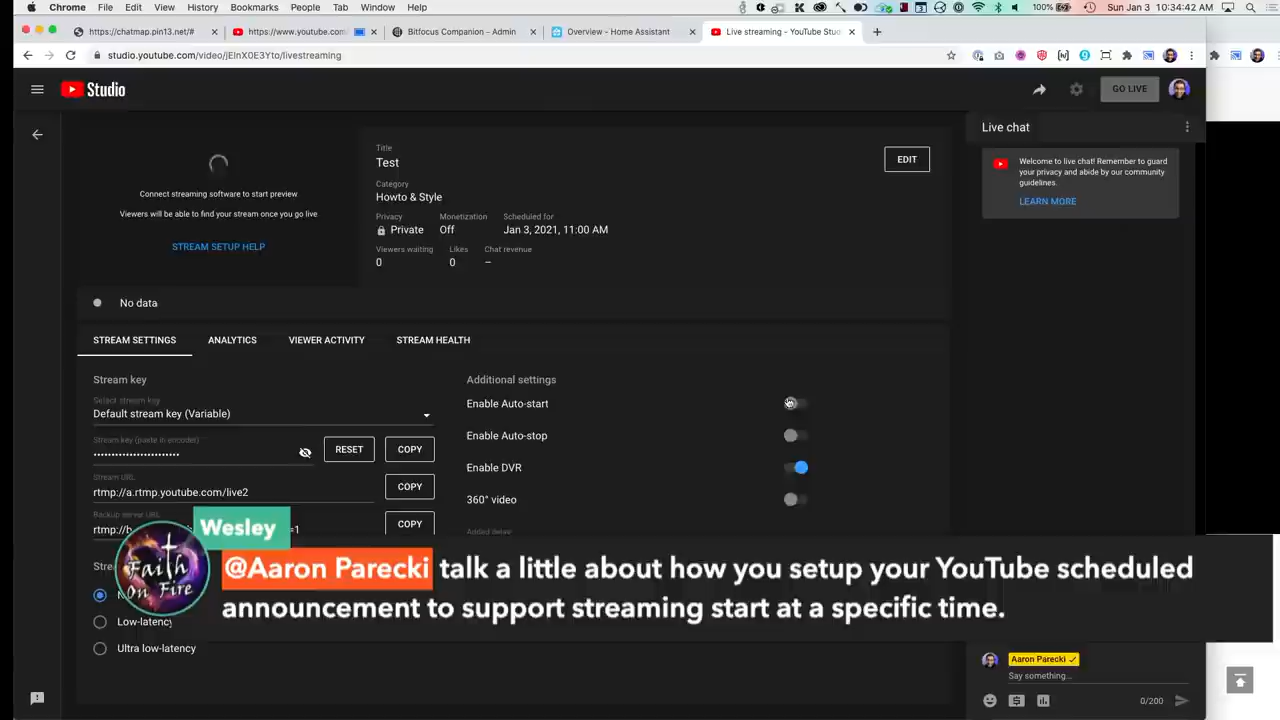 Chrome File Edit View History Bookmarks People Tab Window Help
100% Sun Jan 3 10:34:42 AM
https://chatmap.pin13.net/#
https://www.youtube.com
Bitfocus Companion - Admin
Overview - Home Assistant
Live streaming - YouTube Stu
studio.youtube.com/video/jEInX0E3Yto/livestreaming
Studio
GO LIVE
Live chat
Welcome to live chat! Remember to guard
your privacy and abide by our community
guidelines.
LEARN MORE
Connect streaming software to start preview
Viewers will be able to find your stream once you go live
STREAM SETUP HELP
Title
Test
EDIT
Category
Howto & Style
Privacy Monetization Scheduled for
Private Off Jan 3, 2021, 11:00 AM
Viewers waiting Likes Chat revenue
0 0 –
No data
STREAM SETTINGS ANALYTICS VIEWER ACTIVITY STREAM HEALTH
Stream key
Select stream key
Default stream key (Variable)
Stream key (paste in encoder)
························
RESET COPY
Stream URL
rtmp://a.rtmp.youtube.com/live2
COPY
Backup server URL
rtmp://b =1
COPY
Additional settings
Enable Auto-start
Enable Auto-stop
Enable DVR
360° video
Added delay
Low-latency
Ultra low-latency
Wesley
Faith
On Fire
@Aaron Parecki talk a little about how you setup your YouTube scheduled
announcement to support streaming start at a specific time.
Aaron Parecki ✓
Say something...
0/200